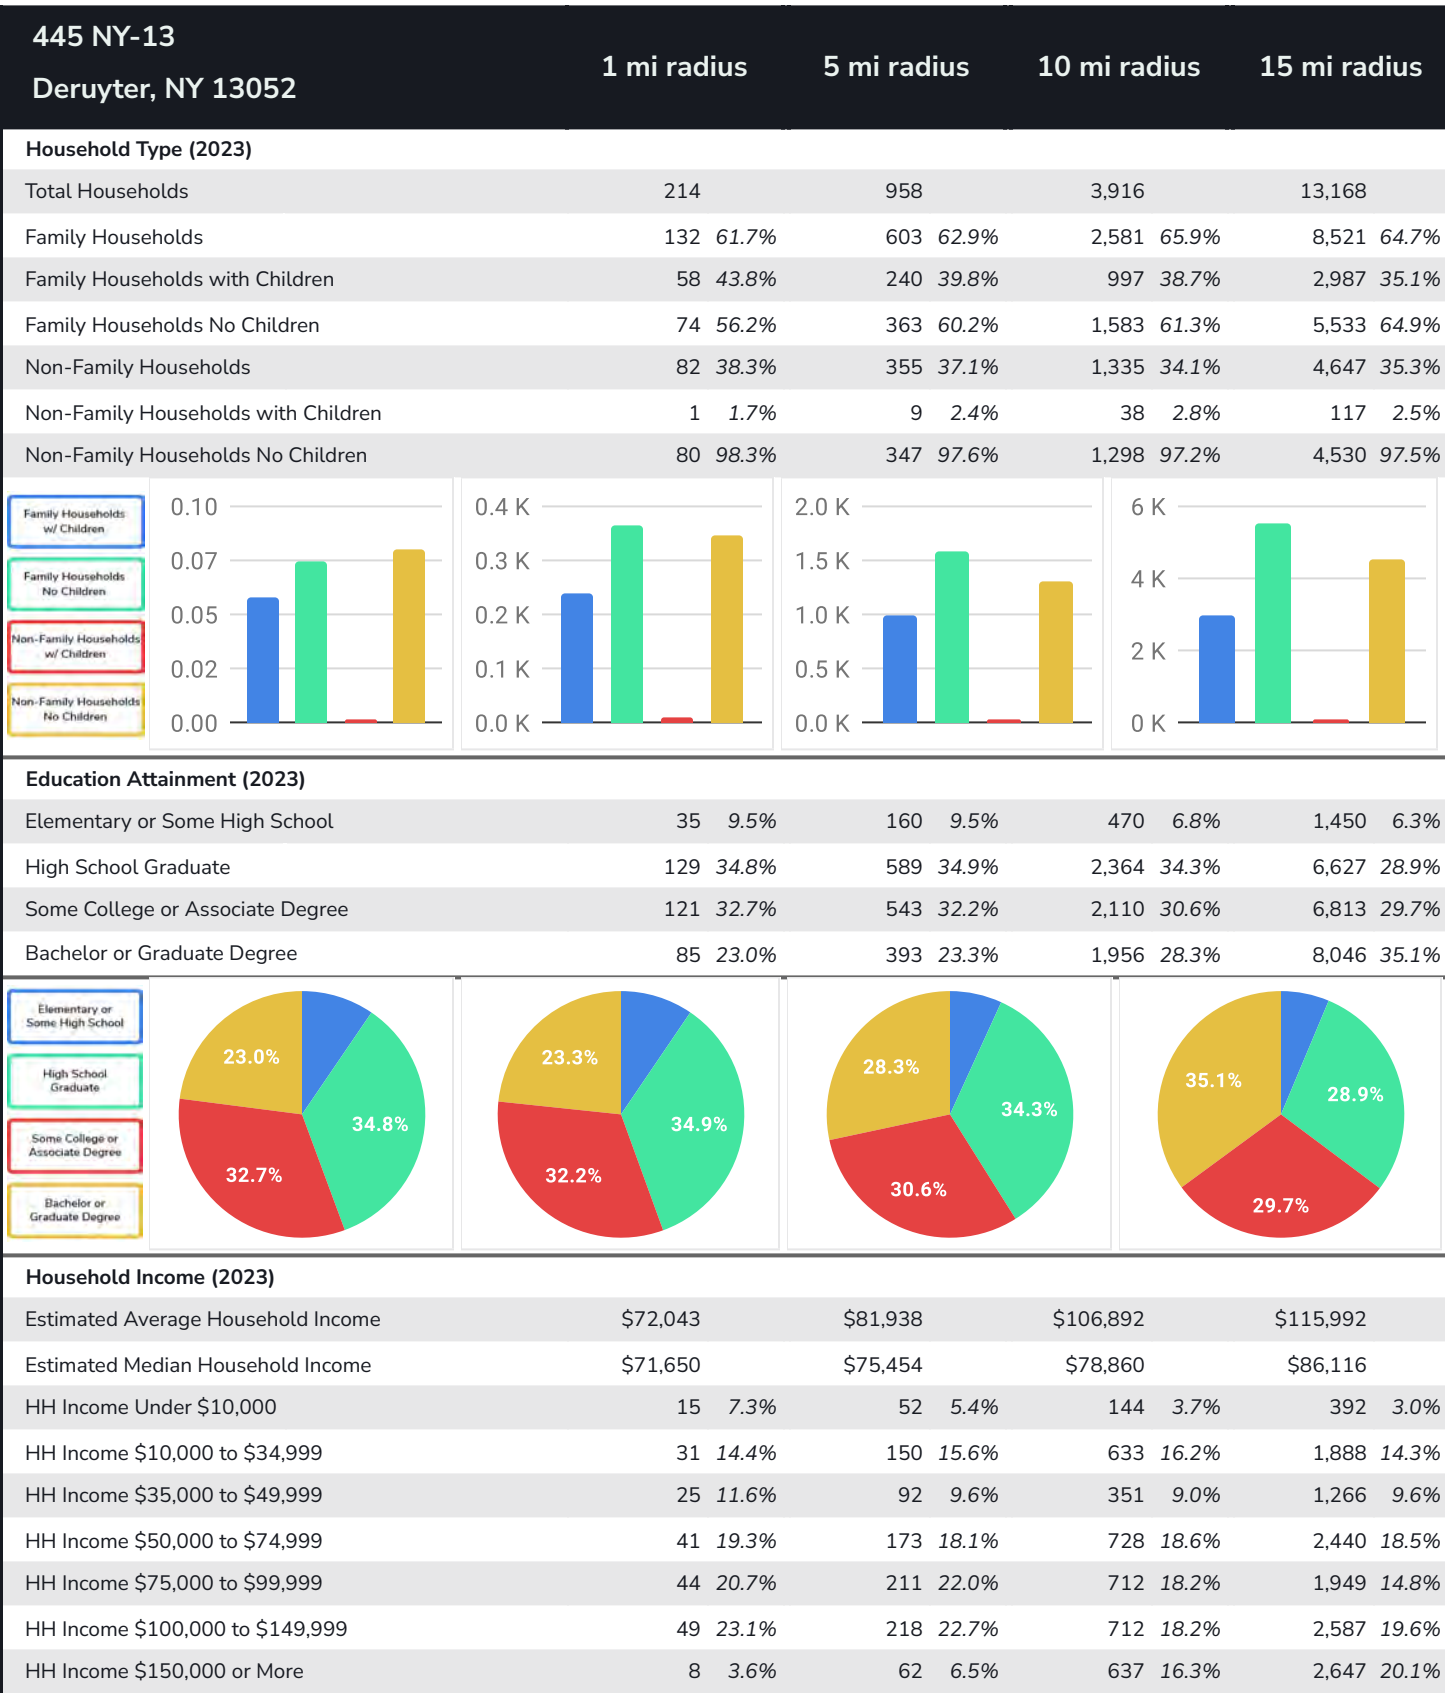 445 NY-13
Deruyter, NY 13052
1 mi radius 5 mi radius 10 mi radius 15 mi radius
Household Type (2023)
Total Households 214 958 3,916 13,168
Family Households 132 61.7% 603 62.9% 2,581 65.9% 8,521 64.7%
Family Households with Children 58 43.8% 240 39.8% 997 38.7% 2,987 35.1%
Family Households No Children 74 56.2% 363 60.2% 1,583 61.3% 5,533 64.9%
Non-Family Households 82 38.3% 355 37.1% 1,335 34.1% 4,647 35.3%
Non-Family Households with Children 1 1.7% 9 2.4% 38 2.8% 117 2.5%
Non-Family Households No Children 80 98.3% 347 97.6% 1,298 97.2% 4,530 97.5%
Family Households
w/ Children
Family Households
No Children
Non-Family Households
w/ Children
Non-Family Households
No Children
0.10
0.07
0.05
0.02
0.00
0.4 K
0.3 K
0.2 K
0.1 K
0.0 K
2.0 K
1.5 K
1.0 K
0.5 K
0.0 K
6 K
4 K
2 K
0 K
Education Attainment (2023)
Elementary or Some High School 35 9.5% 160 9.5% 470 6.8% 1,450 6.3%
High School Graduate 129 34.8% 589 34.9% 2,364 34.3% 6,627 28.9%
Some College or Associate Degree 121 32.7% 543 32.2% 2,110 30.6% 6,813 29.7%
Bachelor or Graduate Degree 85 23.0% 393 23.3% 1,956 28.3% 8,046 35.1%
Elementary or
Some High School
High School
Graduate
Some College or
Associate Degree
Bachelor or
Graduate Degree
23.0%
34.8%
32.7%
23.3%
34.9%
32.2%
28.3%
34.3%
30.6%
35.1%
28.9%
29.7%
Household Income (2023)
Estimated Average Household Income $72,043 $81,938 $106,892 $115,992
Estimated Median Household Income $71,650 $75,454 $78,860 $86,116
HH Income Under $10,000 15 7.3% 52 5.4% 144 3.7% 392 3.0%
HH Income $10,000 to $34,999 31 14.4% 150 15.6% 633 16.2% 1,888 14.3%
HH Income $35,000 to $49,999 25 11.6% 92 9.6% 351 9.0% 1,266 9.6%
HH Income $50,000 to $74,999 41 19.3% 173 18.1% 728 18.6% 2,440 18.5%
HH Income $75,000 to $99,999 44 20.7% 211 22.0% 712 18.2% 1,949 14.8%
HH Income $100,000 to $149,999 49 23.1% 218 22.7% 712 18.2% 2,587 19.6%
HH Income $150,000 or More 8 3.6% 62 6.5% 637 16.3% 2,647 20.1%